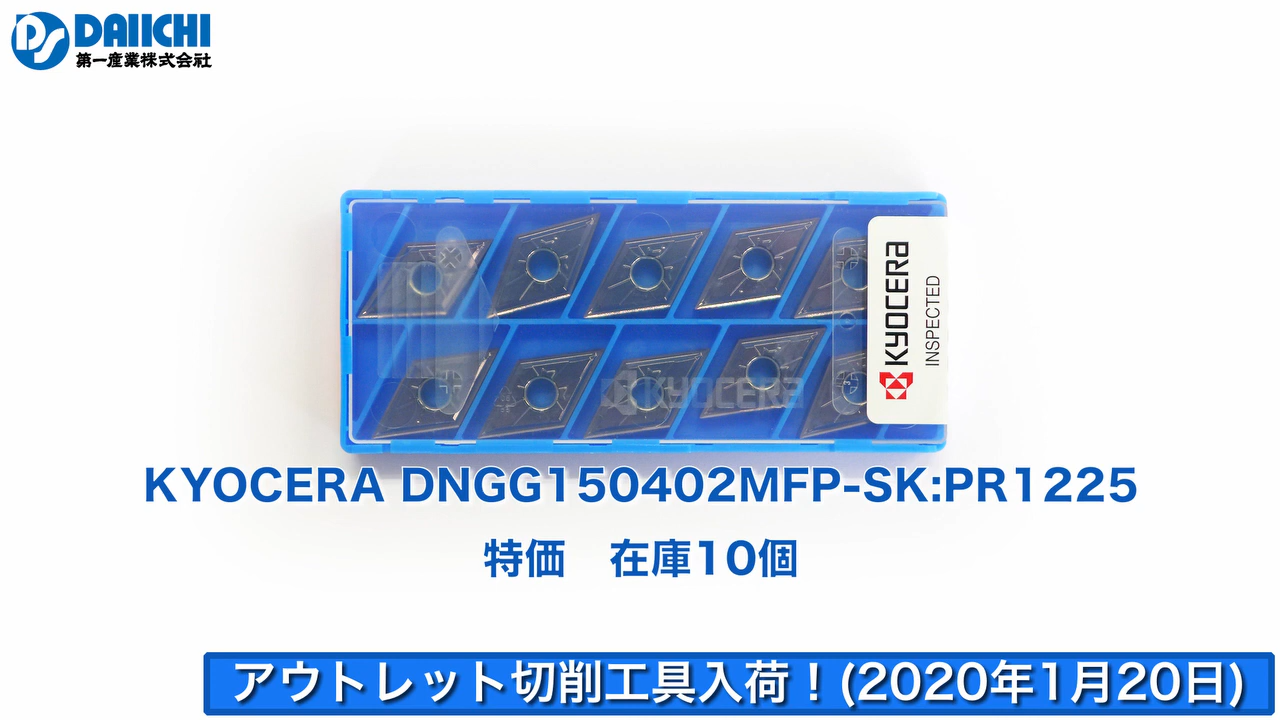 DS DAIICHI
第一産業株式会社
KYOCERA
INSPECTED
KYOCERA
KYOCERA DNGG150402MFP-SK:PR1225
特価　在庫10個
アウトレット切削工具入荷！(2020年1月20日)